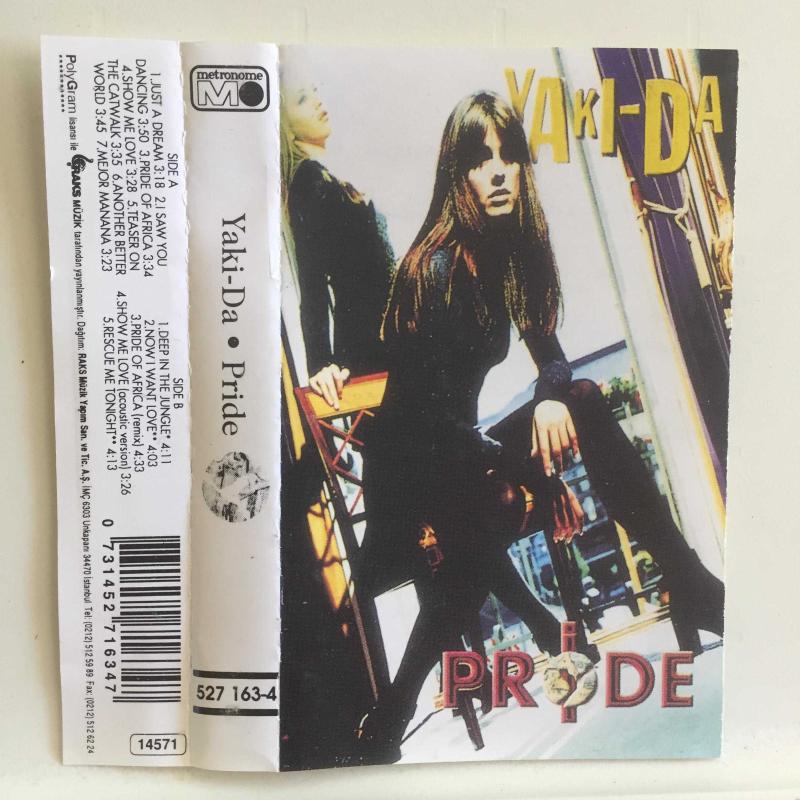 PolyGram lisansı ile RAKS MÜZİK tarafından yayınlanmıştır. Dağıtım: RAKS Müzik Yapım San. ve Tic. A.Ş. İMÇ 6303 Unkapanı 34470 İstanbul Tel: (0212) 512 59 89 Fax: (0212) 512 62 24
SIDE A
1.JUST A DREAM 3:18 2.I SAW YOU
DANCING 3:50 3.PRIDE OF AFRICA 3:34
4.SHOW ME LOVE 3:28 5.TEASER ON
THE CATWALK 3:35 6.ANOTHER BETTER
WORLD 3:45 7.MEJOR MANANA 3:23
SIDE B
1.DEEP IN THE JUNGLE* 4:11
2.NOW I WANT LOVE** 4:03
3.PRIDE OF AFRICA (remix) 4:33
4.SHOW ME LOVE (acoustic version) 3:26
5.RESCUE ME TONIGHT** 4:13
0 731452 716347
14571
metronome
M
Yaki-Da • Pride
527 163-4
YAKI-DA
PRIDE